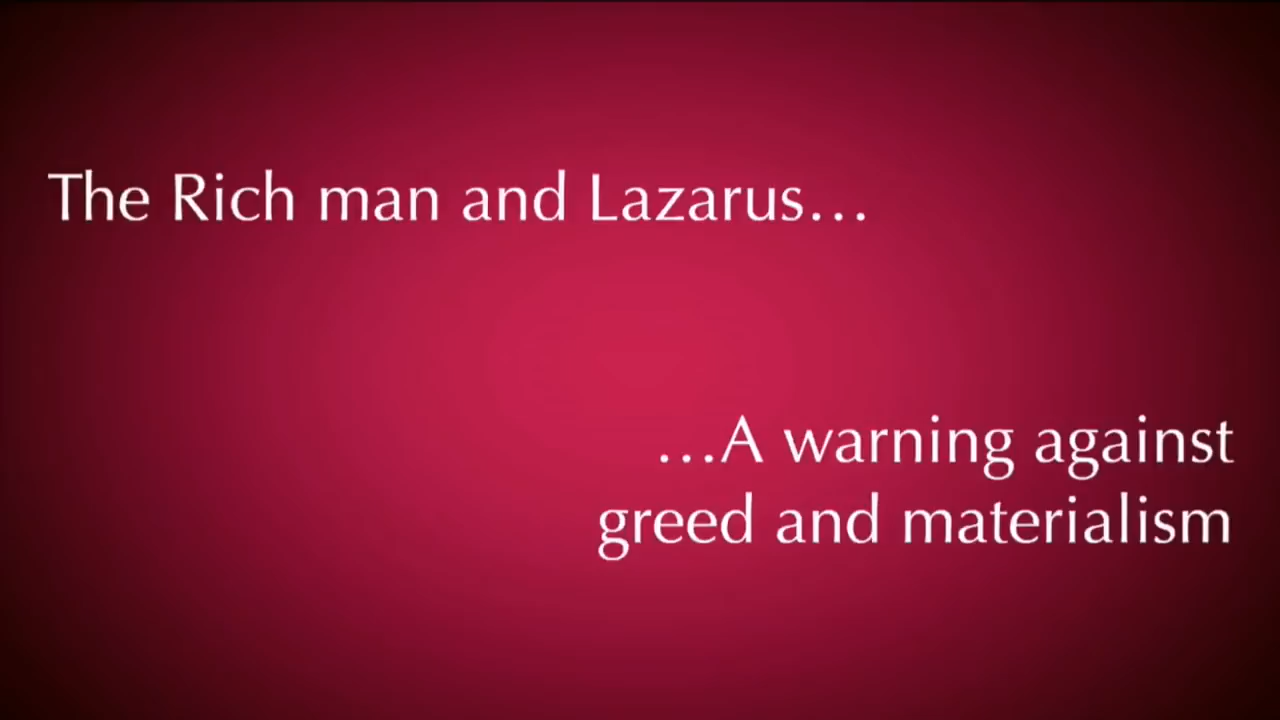 The Rich man and Lazarus...
...A warning against
greed and materialism